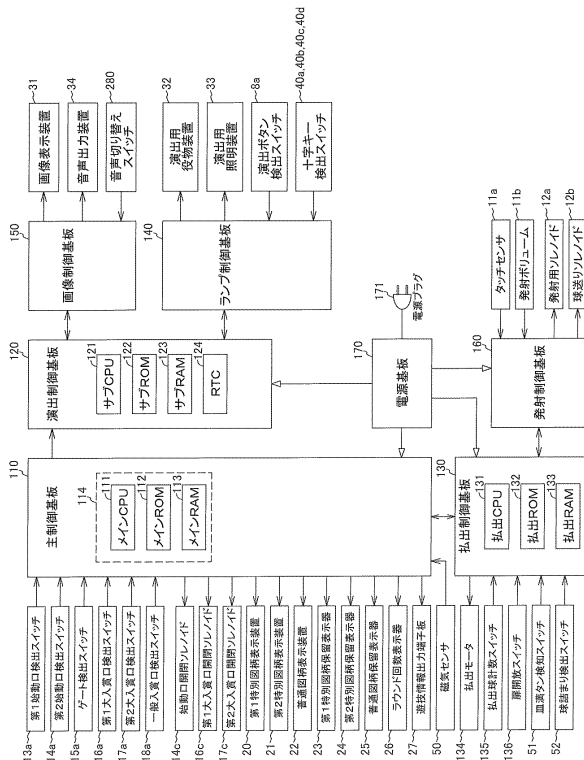 13a
第1始動口検出スイッチ
14a
第2始動口検出スイッチ
15a
ゲート検出スイッチ
16a
第1大入賞口検出スイッチ
17a
第2大入賞口検出スイッチ
18a
一般入賞口検出スイッチ
14c
始動口開閉ソレノイド
16c
第1大入賞口開閉ソレノイド
17c
第2大入賞口開閉ソレノイド
20
第1特別図柄表示装置
21
第2特別図柄表示装置
22
普通図柄表示装置
23
第1特別図柄保留表示器
24
第2特別図柄保留表示器
25
普通図柄保留表示器
26
ラウンド回数表示器
27
遊技情報出力端子板
50
磁気センサ
134
払出モータ
135
払出球計数スイッチ
136
扉開放スイッチ
51
皿満タン検知スイッチ
52
球詰まり検出スイッチ
110
主制御基板
114
111
メインCPU
112
メインROM
113
メインRAM
130
払出制御基板
131
払出CPU
132
払出ROM
133
払出RAM
120
演出制御基板
121
サブCPU
122
サブROM
123
サブRAM
124
RTC
170
電源基板
171
電源プラグ
160
発射制御基板
150
画像制御基板
140
ランプ制御基板
31
画像表示装置
34
音声出力装置
280
音声切り替え
スイッチ
32
演出用
役物装置
33
演出用
照明装置
8a
演出ボタン
検出スイッチ
40a, 40b, 40c, 40d
十字キー
検出スイッチ
11a
タッチセンサ
11b
発射ボリューム
12a
発射用ソレノイド
12b
球送りソレノイド